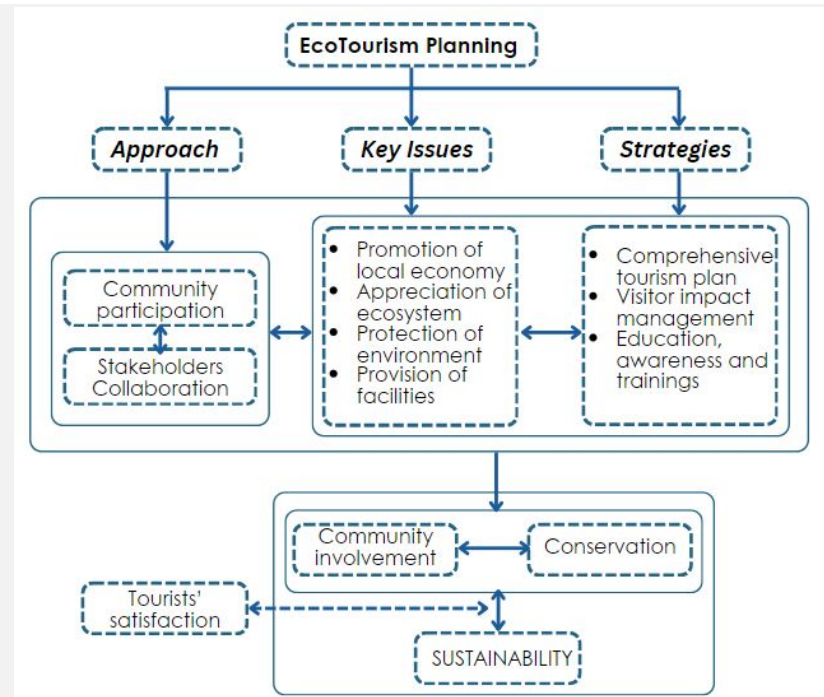 EcoTourism Planning
Approach
Key Issues
Strategies
Community
participation
Stakeholders
Collaboration
• Promotion of
local economy
• Appreciation of
ecosystem
• Protection of
environment
• Provision of
facilities
• Comprehensive
tourism plan
• Visitor impact
management
• Education,
awareness and
trainings
Community
involvement
Conservation
Tourists'
satisfaction
SUSTAINABILITY